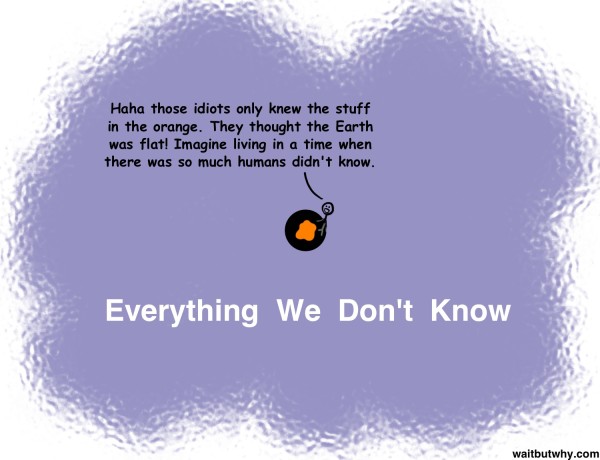 Haha those idiots only knew the stuff
in the orange. They thought the Earth
was flat! Imagine living in a time when
there was so much humans didn't know.
Everything We Don't Know
waitbutwhy.com